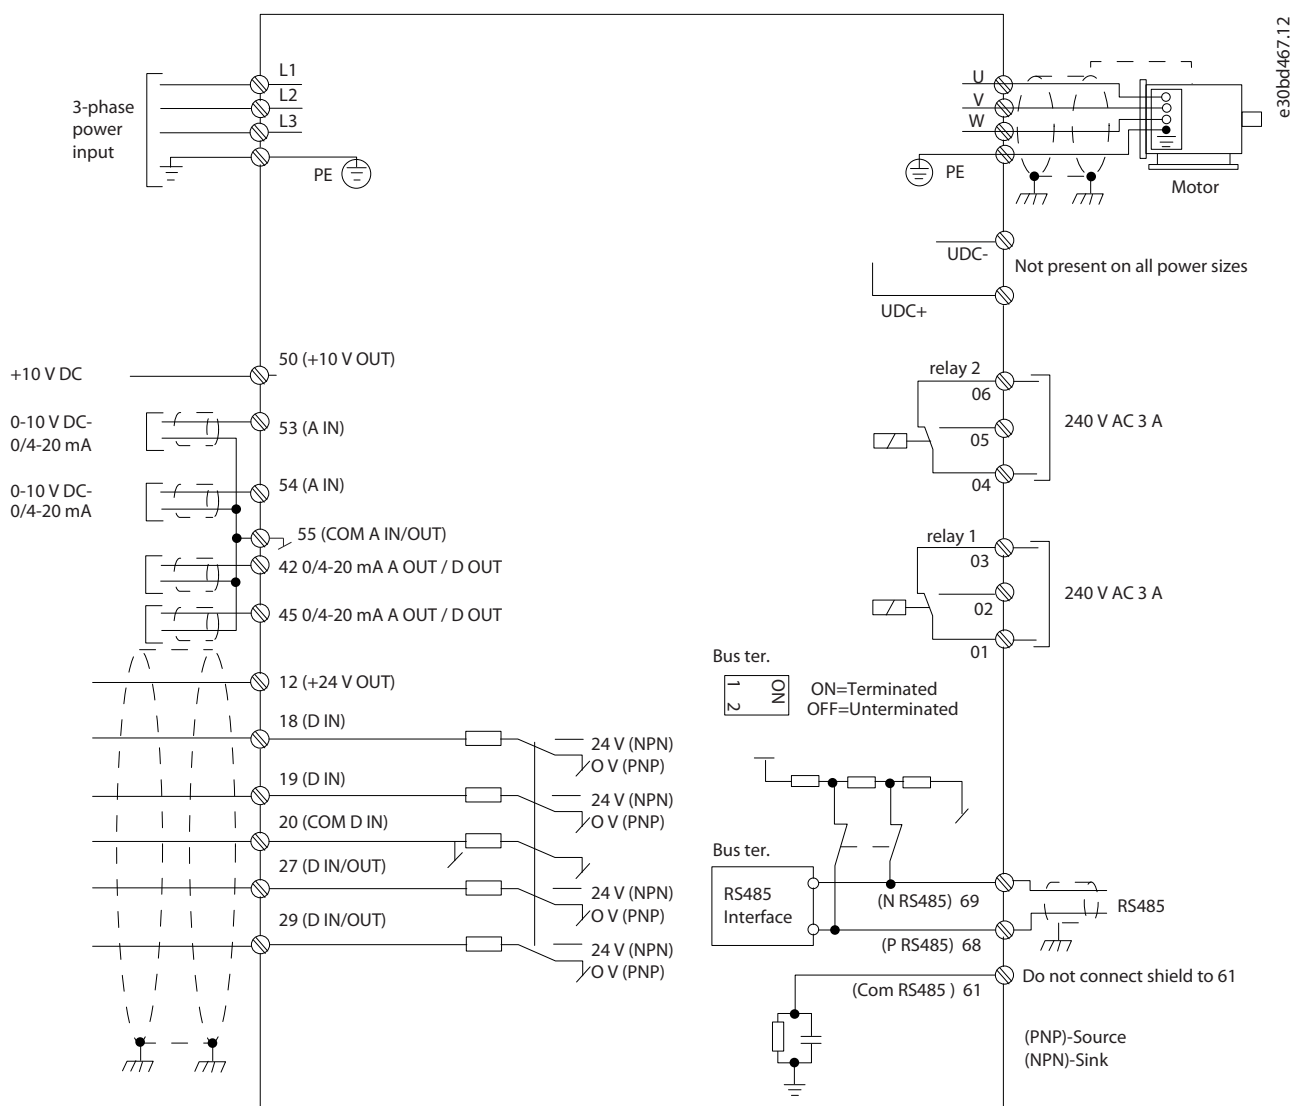 e30bd467.12
3-phase
power
input
L1
L2
L3
PE
U
V
W
PE
Motor
UDC-
Not present on all power sizes
UDC+
+10 V DC
50 (+10 V OUT)
0-10 V DC-
0/4-20 mA
53 (A IN)
0-10 V DC-
0/4-20 mA
54 (A IN)
55 (COM A IN/OUT)
42 0/4-20 mA A OUT / D OUT
45 0/4-20 mA A OUT / D OUT
12 (+24 V OUT)
18 (D IN)
24 V (NPN)
O V (PNP)
19 (D IN)
24 V (NPN)
O V (PNP)
20 (COM D IN)
27 (D IN/OUT)
24 V (NPN)
O V (PNP)
29 (D IN/OUT)
24 V (NPN)
O V (PNP)
relay 2
06
05
04
240 V AC 3 A
relay 1
03
02
01
240 V AC 3 A
Bus ter.
1
2
ON
ON=Terminated
OFF=Unterminated
Bus ter.
RS485
Interface
(N RS485) 69
(P RS485) 68
RS485
(Com RS485 ) 61
Do not connect shield to 61
(PNP)-Source
(NPN)-Sink